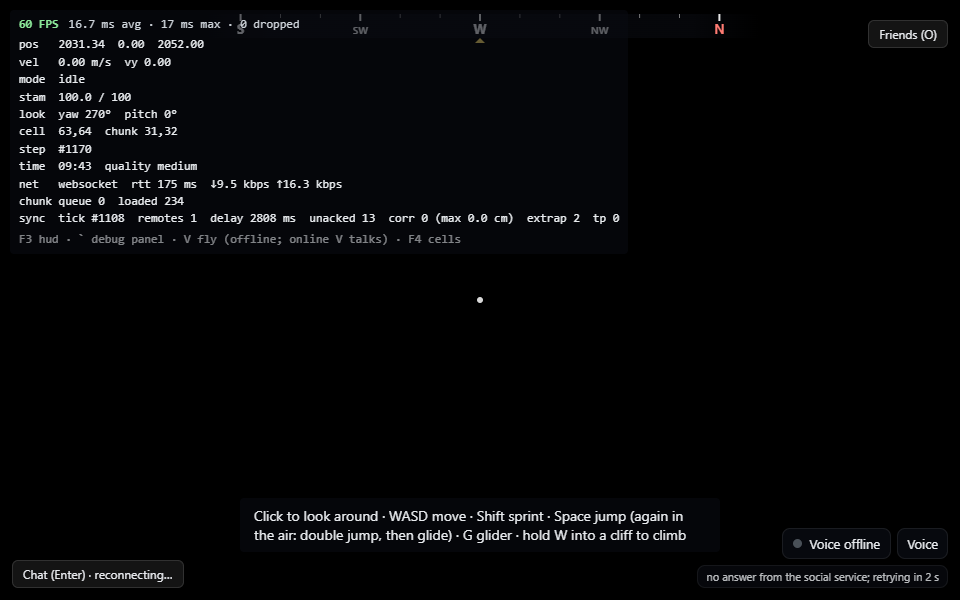 60 FPS 16.7 ms avg · 17 ms max · 0 dropped
S SW W NW N
Friends (O)
pos 2031.34 0.00 2052.00
vel 0.00 m/s vy 0.00
mode idle
stam 100.0 / 100
look yaw 270° pitch 0°
cell 63,64 chunk 31,32
step #1170
time 09:43 quality medium
net websocket rtt 175 ms ↓9.5 kbps ↑16.3 kbps
chunk queue 0 loaded 234
sync tick #1108 remotes 1 delay 2808 ms unacked 13 corr 0 (max 0.0 cm) extrap 2 tp 0
F3 hud · ` debug panel · V fly (offline; online V talks) · F4 cells
Click to look around · WASD move · Shift sprint · Space jump (again in
the air: double jump, then glide) · G glider · hold W into a cliff to climb
Voice offline
Voice
Chat (Enter) · reconnecting...
no answer from the social service; retrying in 2 s